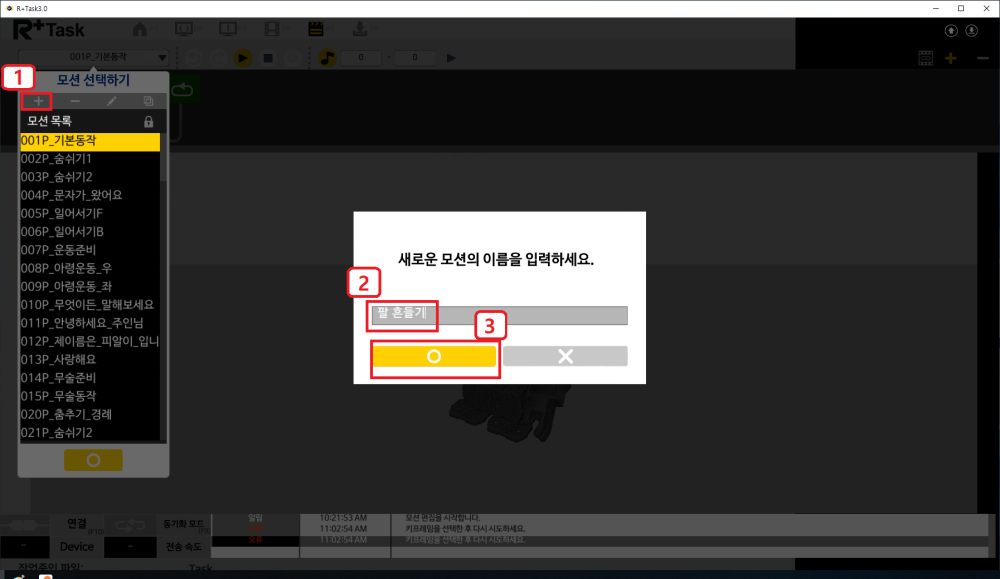 R+Task3.0
R+Task
001P_기본동작
0 - 0
1
모션 선택하기
모션 목록
001P_기본동작
002P_숨쉬기1
003P_숨쉬기2
004P_문자가_왔어요
005P_일어서기F
006P_일어서기B
007P_운동준비
008P_아령운동_우
009P_아령운동_좌
010P_무엇이든_말해보세요
011P_안녕하세요_주인님
012P_제이름은_피알이_입니
013P_사랑해요
014P_무술준비
015P_무술동작
020P_춤추기_경례
021P_숨쉬기2
새로운 모션의 이름을 입력하세요.
2
팔 흔들기
3
연결
(F10)
동기화 모드
(F9)
Device
전송 속도
-
-
알림 10:21:53 AM 모션 편집을 시작합니다.
11:02:54 AM 키프레임을 선택한 후 다시 시도하세요.
오류 11:02:54 AM 키프레임을 선택한 후 다시 시도하세요.
작업중인 파일: Task